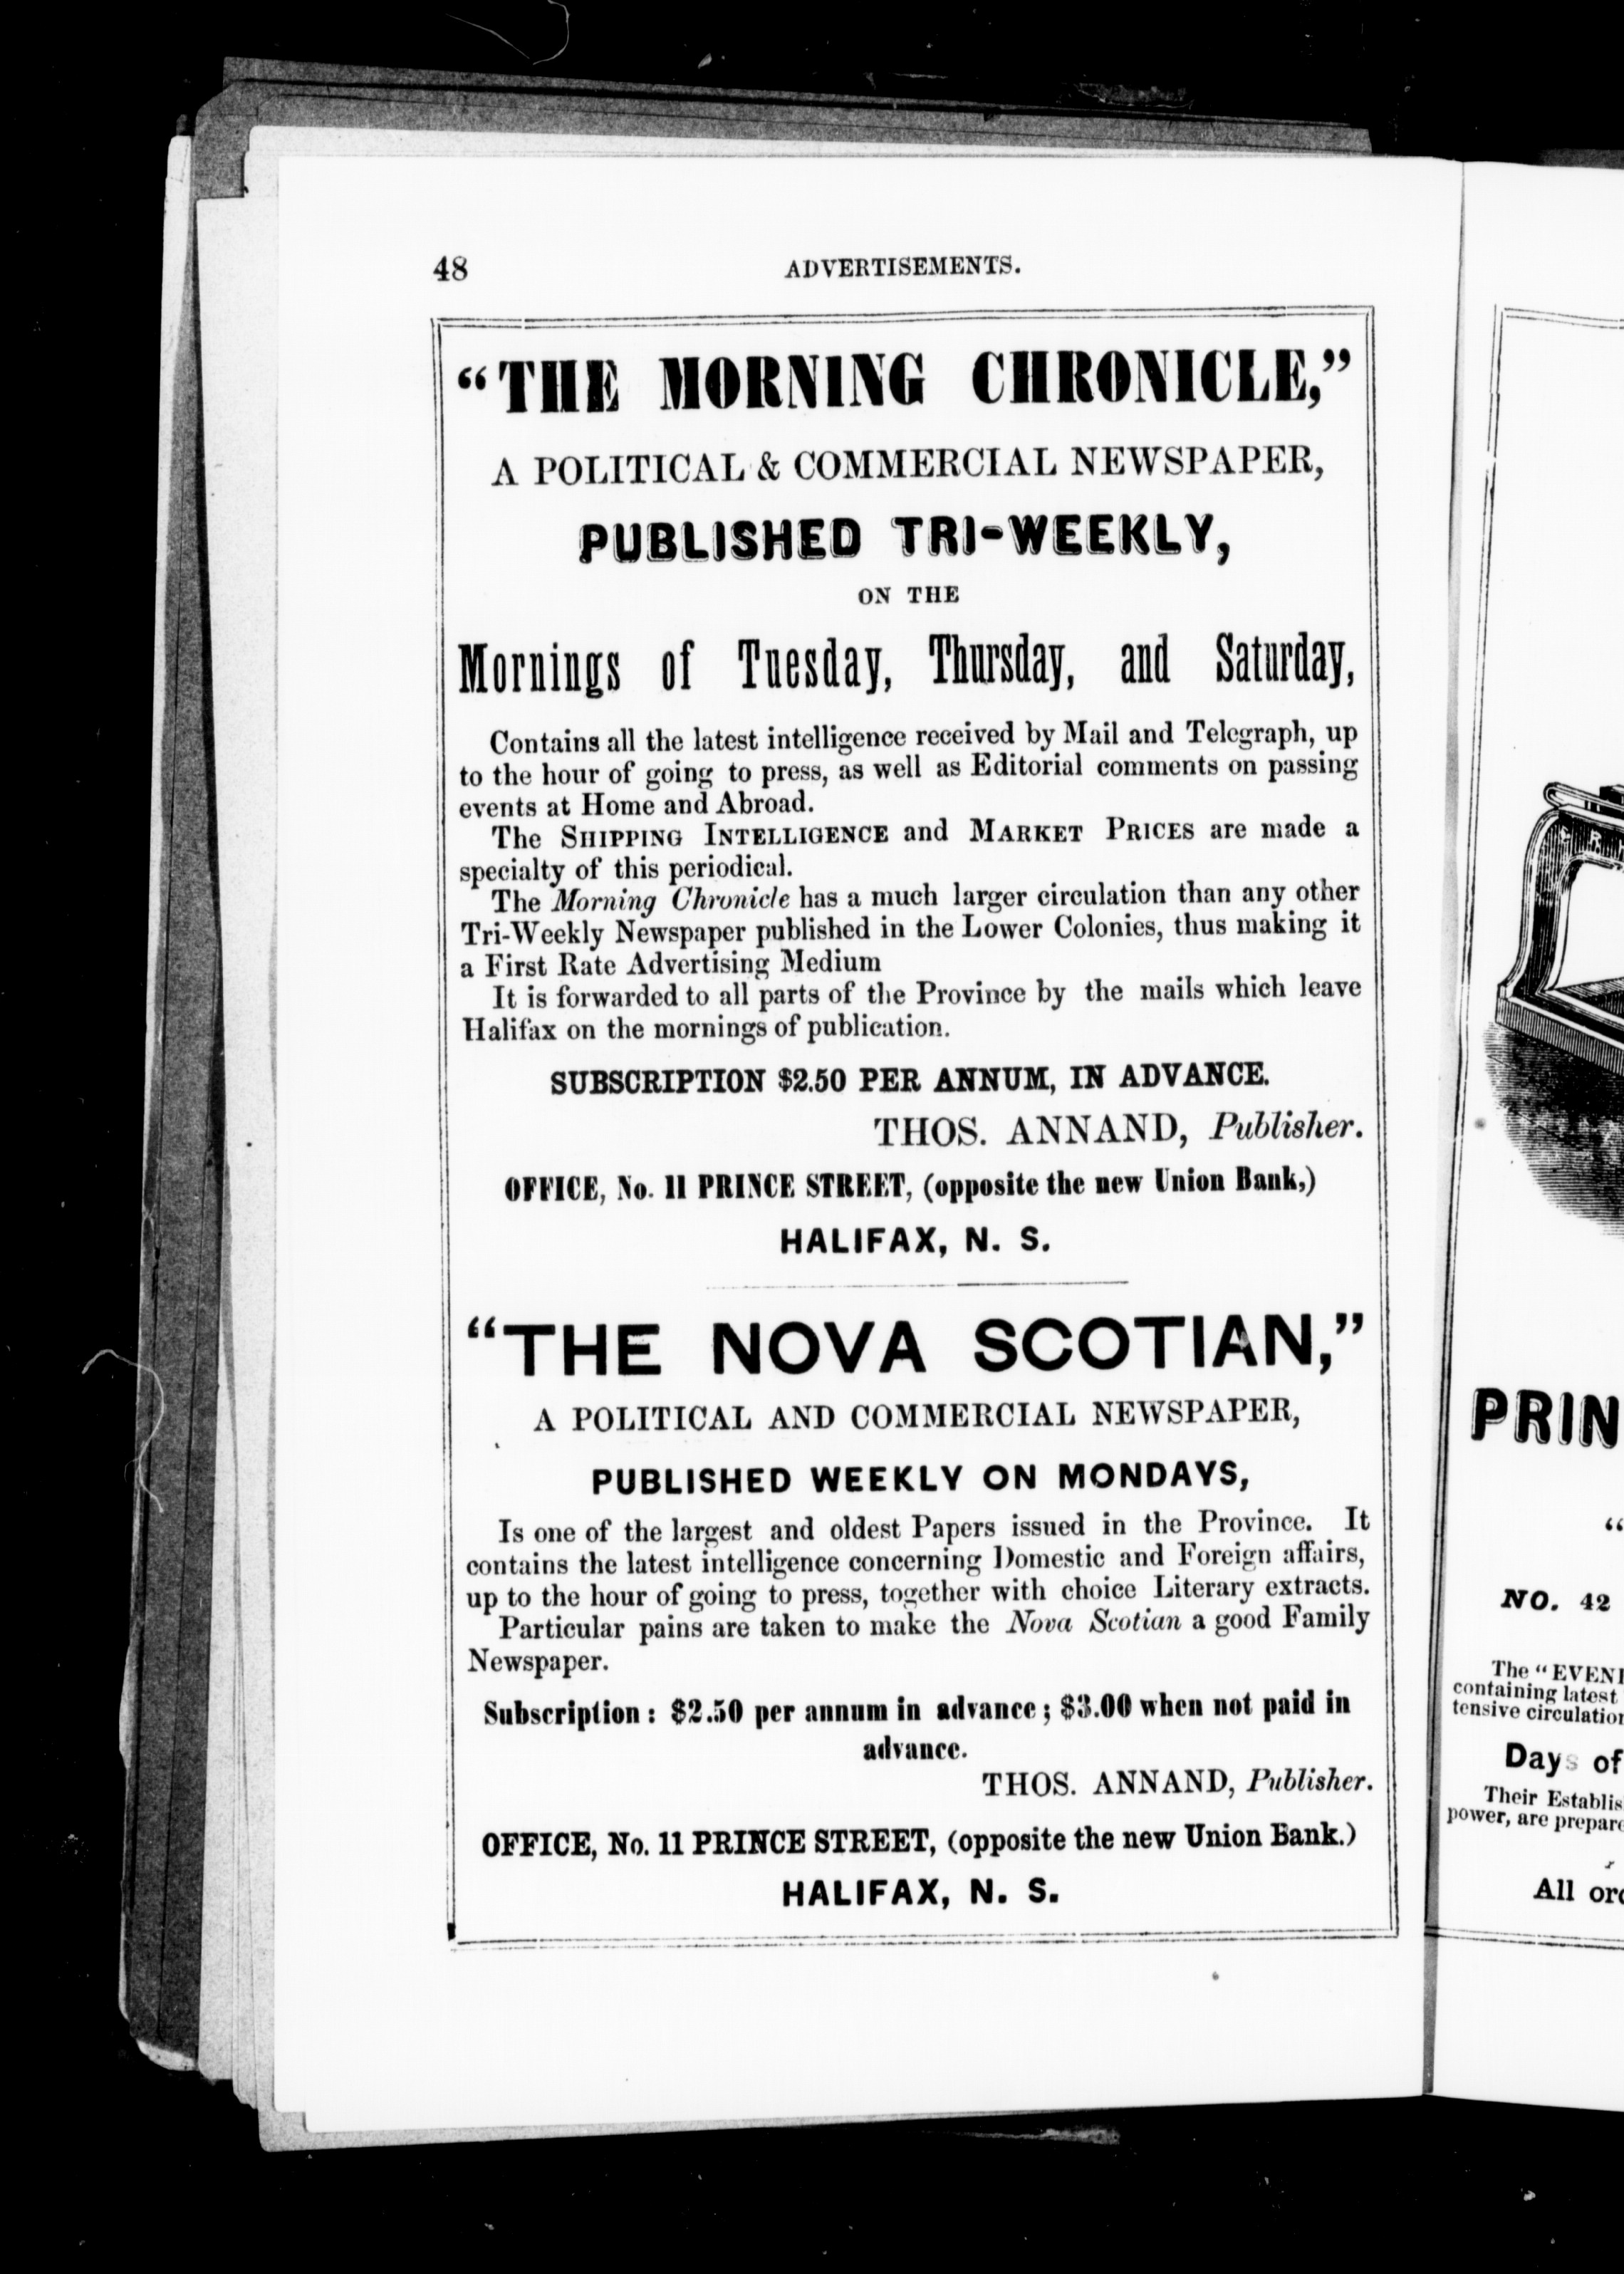 48 ADVERTISEMENTS.
“THE MORNING CHRONICLE,”
A POLITICAL & COMMERCIAL NEWSPAPER,
PUBLISHED TRI-WEEKLY,
ON THE
Mornings of Tuesday, Thursday, and Saturday,
Contains all the latest intelligence received by Mail and Telegraph, up
to the hour of going to press, as well as Editorial comments on passing
events at Home and Abroad.
The SHIPPING INTELLIGENCE and MARKET PRICES are made a
specialty of this periodical.
The Morning Chronicle has a much larger circulation than any other
Tri-Weekly Newspaper published in the Lower Colonies, thus making it
a First Rate Advertising Medium
It is forwarded to all parts of the Province by the mails which leave
Halifax on the mornings of publication.
SUBSCRIPTION $2.50 PER ANNUM, IN ADVANCE.
THOS. ANNAND, Publisher.
OFFICE, No. 11 PRINCE STREET, (opposite the new Union Bank,)
HALIFAX, N. S.
“THE NOVA SCOTIAN,”
A POLITICAL AND COMMERCIAL NEWSPAPER,
PUBLISHED WEEKLY ON MONDAYS,
Is one of the largest and oldest Papers issued in the Province. It
contains the latest intelligence concerning Domestic and Foreign affairs,
up to the hour of going to press, together with choice Literary extracts.
Particular pains are taken to make the Nova Scotian a good Family
Newspaper.
Subscription : $2.50 per annum in advance ; $3.00 when not paid in
advance.
THOS. ANNAND, Publisher.
OFFICE, No. 11 PRINCE STREET, (opposite the new Union Bank.)
HALIFAX, N. S.
PRIN
“
NO. 42
The “EVENI
containing latest
tensive circulation
Days of
Their Establis
power, are prepare
All ord